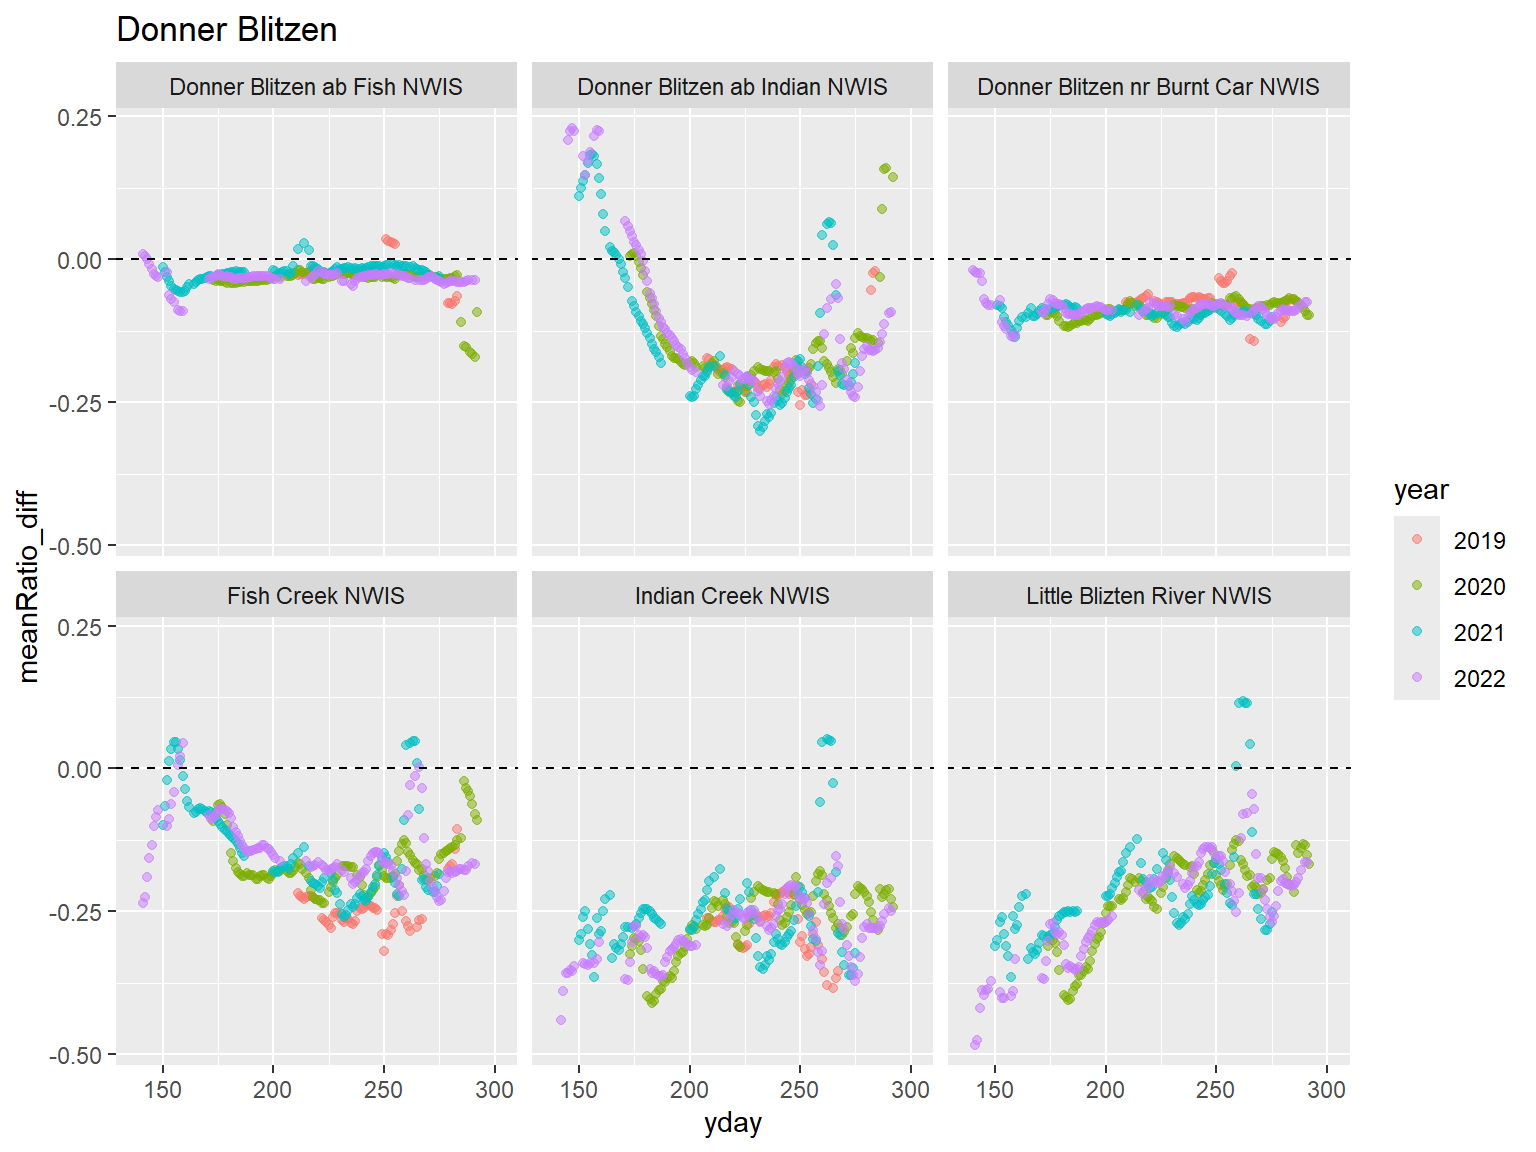 Donner Blitzen
Donner Blitzen ab Fish NWIS
Donner Blitzen ab Indian NWIS
Donner Blitzen nr Burnt Car NWIS
0.25
0.00
-0.25
-0.50
Fish Creek NWIS
Indian Creek NWIS
Little Blizten River NWIS
0.25
0.00
-0.25
-0.50
150 200 250 300
150 200 250 300
150 200 250 300
yday
meanRatio_diff
year
2019
2020
2021
2022